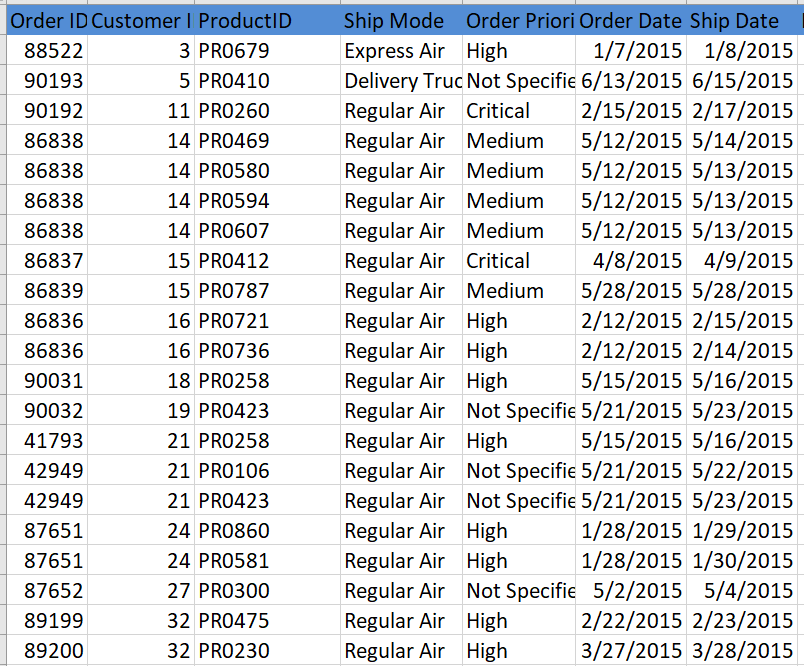 Order ID Customer I ProductID Ship Mode Order Priori Order Date Ship Date
88522 3 PR0679 Express Air High 1/7/2015 1/8/2015
90193 5 PR0410 Delivery Truc Not Specifie 6/13/2015 6/15/2015
90192 11 PR0260 Regular Air Critical 2/15/2015 2/17/2015
86838 14 PR0469 Regular Air Medium 5/12/2015 5/14/2015
86838 14 PR0580 Regular Air Medium 5/12/2015 5/13/2015
86838 14 PR0594 Regular Air Medium 5/12/2015 5/13/2015
86838 14 PR0607 Regular Air Medium 5/12/2015 5/13/2015
86837 15 PR0412 Regular Air Critical 4/8/2015 4/9/2015
86839 15 PR0787 Regular Air Medium 5/28/2015 5/28/2015
86836 16 PR0721 Regular Air High 2/12/2015 2/15/2015
86836 16 PR0736 Regular Air High 2/12/2015 2/14/2015
90031 18 PR0258 Regular Air High 5/15/2015 5/16/2015
90032 19 PR0423 Regular Air Not Specifie 5/21/2015 5/23/2015
41793 21 PR0258 Regular Air High 5/15/2015 5/16/2015
42949 21 PR0106 Regular Air Not Specifie 5/21/2015 5/22/2015
42949 21 PR0423 Regular Air Not Specifie 5/21/2015 5/23/2015
87651 24 PR0860 Regular Air High 1/28/2015 1/29/2015
87651 24 PR0581 Regular Air High 1/28/2015 1/30/2015
87652 27 PR0300 Regular Air Not Specifie 5/2/2015 5/4/2015
89199 32 PR0475 Regular Air High 2/22/2015 2/23/2015
89200 32 PR0230 Regular Air High 3/27/2015 3/28/2015